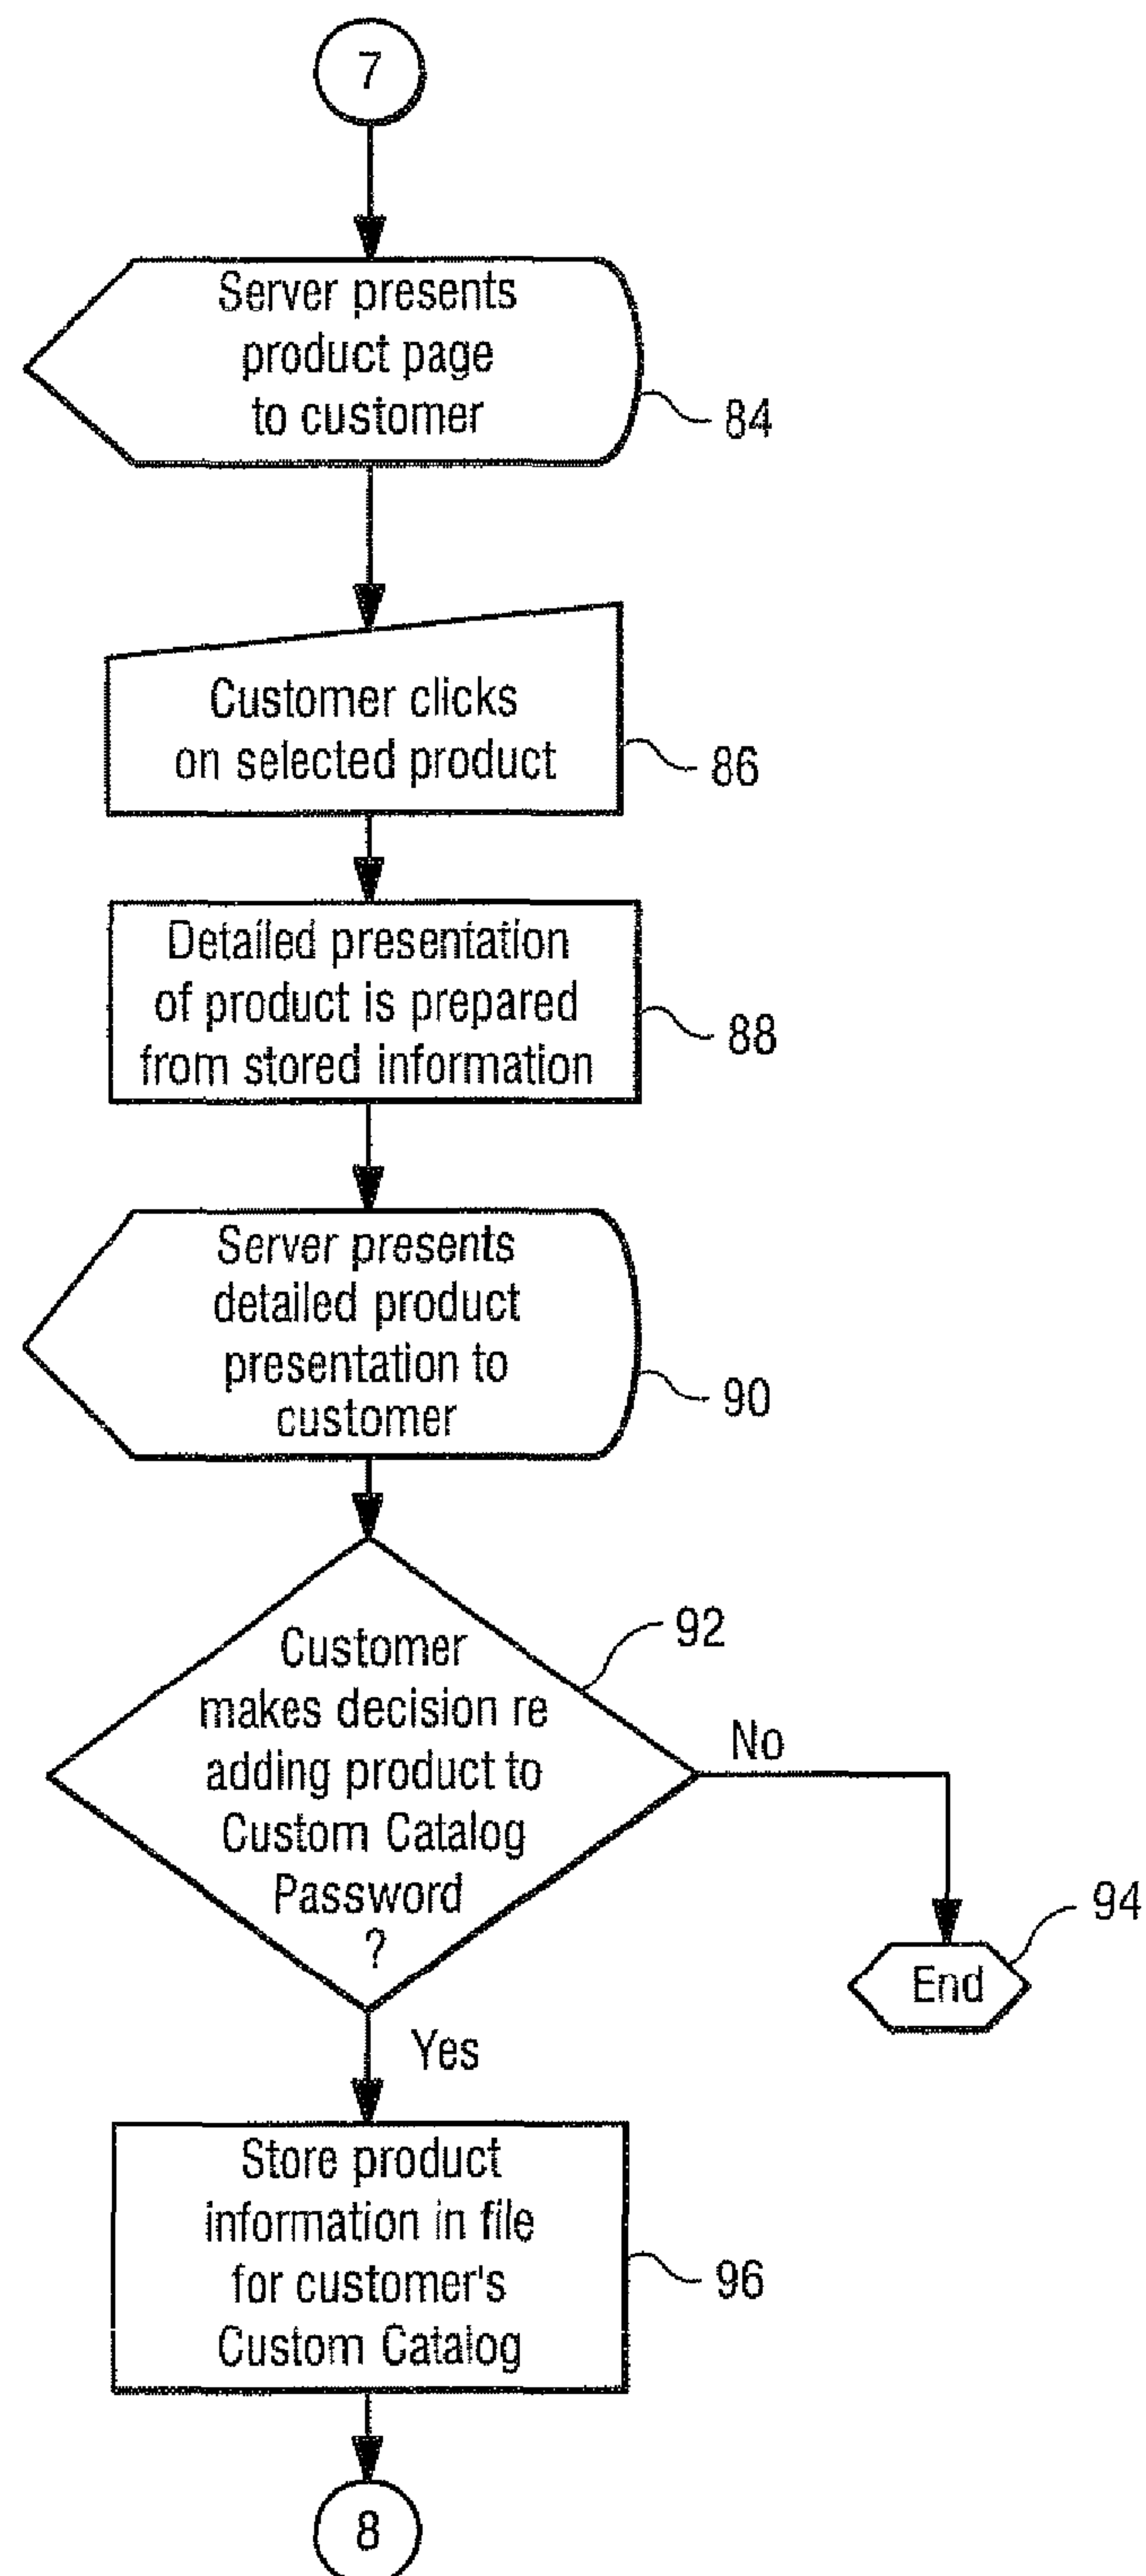 7
Server presents
product page
to customer
84
Customer clicks
on selected product
86
Detailed presentation
of product is prepared
from stored information
88
Server presents
detailed product
presentation to
customer
90
Customer
makes decision re
adding product to
Custom Catalog
Password
?
92
No
94
End
Yes
Store product
information in file
for customer's
Custom Catalog
96
8